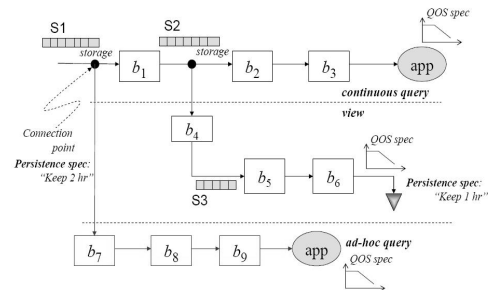 S1
S2
QOS spec
storage
storage
b1
b2
b3
app
continuous query
view
Connection
point
b4
QOS spec
Persistence spec:
"Keep 2 hr"
S3
b5
b6
Persistence spec:
"Keep 1 hr"
b7
b8
b9
app
ad-hoc query
QOS spec